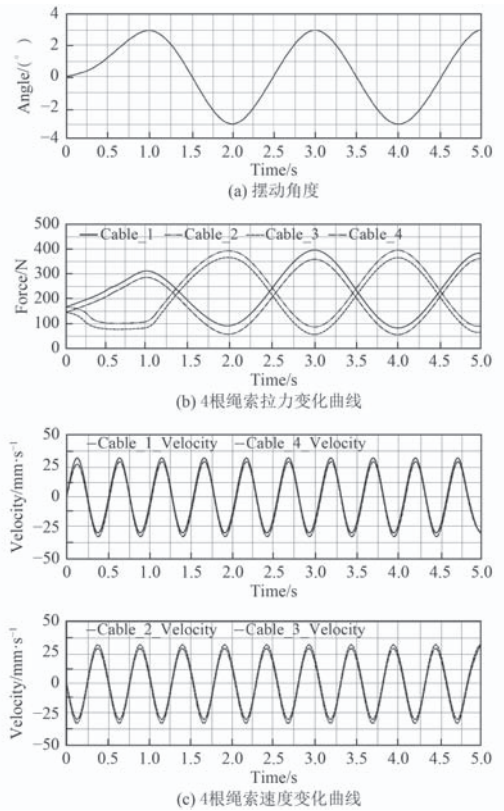 4
2
0
−2
−4
Angle/(°)
0 0.5 1.0 1.5 2.0 2.5 3.0 3.5 4.0 4.5 5.0
Time/s
(a) 摆动角度
500
400
300
200
100
0
Force/N
Cable_1 Cable_2 Cable_3 Cable_4
0 0.5 1.0 1.5 2.0 2.5 3.0 3.5 4.0 4.5 5.0
Time/s
(b) 4根绳索拉力变化曲线
50
25
0
−25
−50
Velocity/mm·s⁻¹
Cable_1_Velocity Cable_4_Velocity
0 0.5 1.0 1.5 2.0 2.5 3.0 3.5 4.0 4.5 5.0
Time/s
50
25
0
−25
−50
Velocity/mm·s⁻¹
Cable_2_Velocity Cable_3_Velocity
0 0.5 1.0 1.5 2.0 2.5 3.0 3.5 4.0 4.5 5.0
Time/s
(c) 4根绳索速度变化曲线